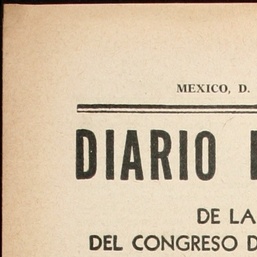 MEXICO, D.
DIARIO
DE LA
DEL CONGRESO D